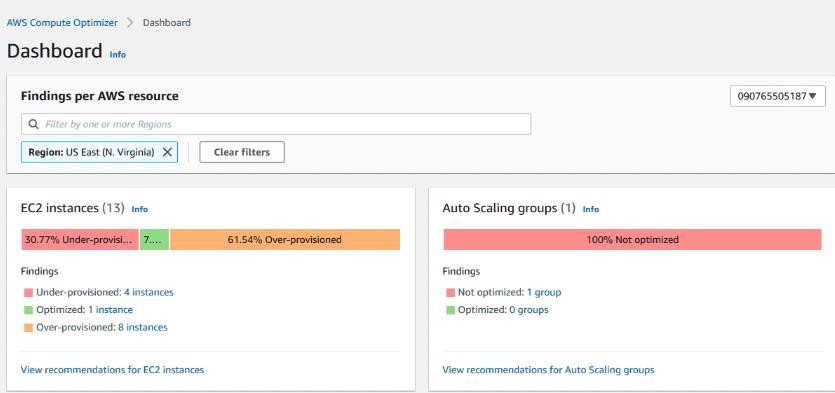 AWS Compute Optimizer > Dashboard
Dashboard Info
Findings per AWS resource
090765505187 ▼
Filter by one or more Regions
Region: US East (N. Virginia) ✕
Clear filters
EC2 instances (13) Info
30.77% Under-provisi... 7.... 61.54% Over-provisioned
Findings
Under-provisioned: 4 instances
Optimized: 1 instance
Over-provisioned: 8 instances
View recommendations for EC2 instances
Auto Scaling groups (1) Info
100% Not optimized
Findings
Not optimized: 1 group
Optimized: 0 groups
View recommendations for Auto Scaling groups